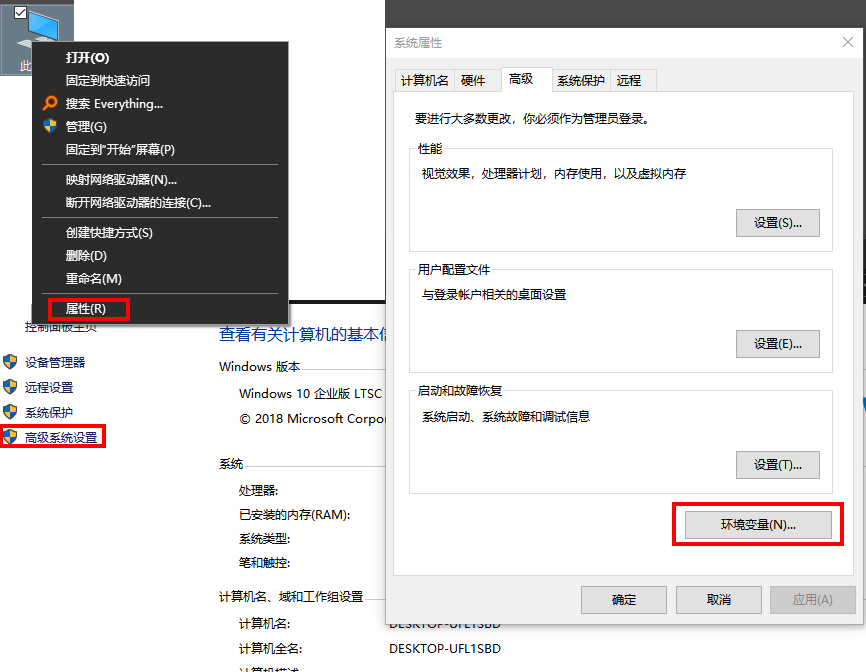 此
打开(O)
固定到快速访问
搜索 Everything...
管理(G)
固定到"开始"屏幕(P)
映射网络驱动器(N)...
断开网络驱动器的连接(C)...
创建快捷方式(S)
删除(D)
重命名(M)
属性(R)
控制面板主页
设备管理器
远程设置
系统保护
高级系统设置
查看有关计算机的基本信
Windows 版本
Windows 10 企业版 LTSC
© 2018 Microsoft Corpor
系统
处理器:
已安装的内存(RAM):
系统类型:
笔和触控:
计算机名、域和工作组设置
计算机名:
DESKTOP-UFL1SBD
计算机全名:
DESKTOP-UFL1SBD
计算机描述:
系统属性
计算机名
硬件
高级
系统保护
远程
要进行大多数更改，你必须作为管理员登录。
性能
视觉效果，处理器计划，内存使用，以及虚拟内存
设置(S)...
用户配置文件
与登录帐户相关的桌面设置
设置(E)...
启动和故障恢复
系统启动、系统故障和调试信息
设置(T)...
环境变量(N)...
确定
取消
应用(A)